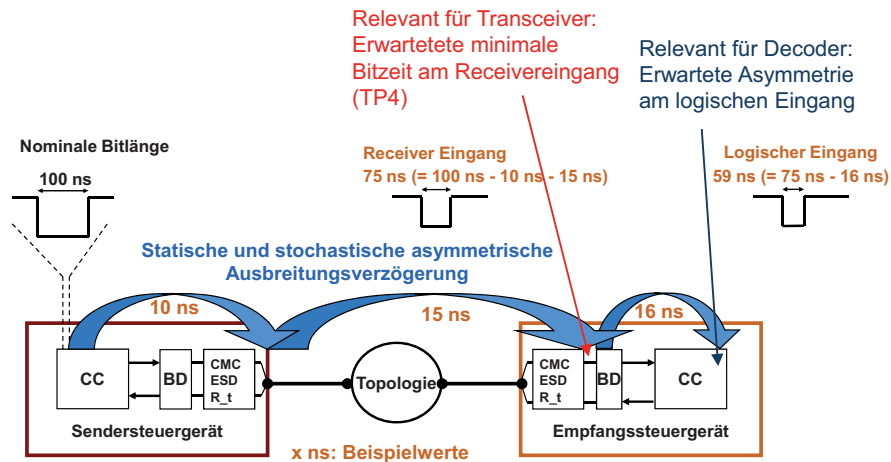 Relevant für Transceiver:
Erwartetete minimale
Bitzeit am Receivereingang
(TP4)
Relevant für Decoder:
Erwartete Asymmetrie
am logischen Eingang
Nominale Bitlänge
100 ns
Receiver Eingang
75 ns (= 100 ns - 10 ns - 15 ns)
Logischer Eingang
59 ns (= 75 ns - 16 ns)
Statische und stochastische asymmetrische
Ausbreitungsverzögerung
10 ns
15 ns
16 ns
CC
BD
CMC
ESD
R_t
Topologie
CMC
ESD
R_t
BD
CC
Sendersteuergerät
Empfangssteuergerät
x ns: Beispielwerte